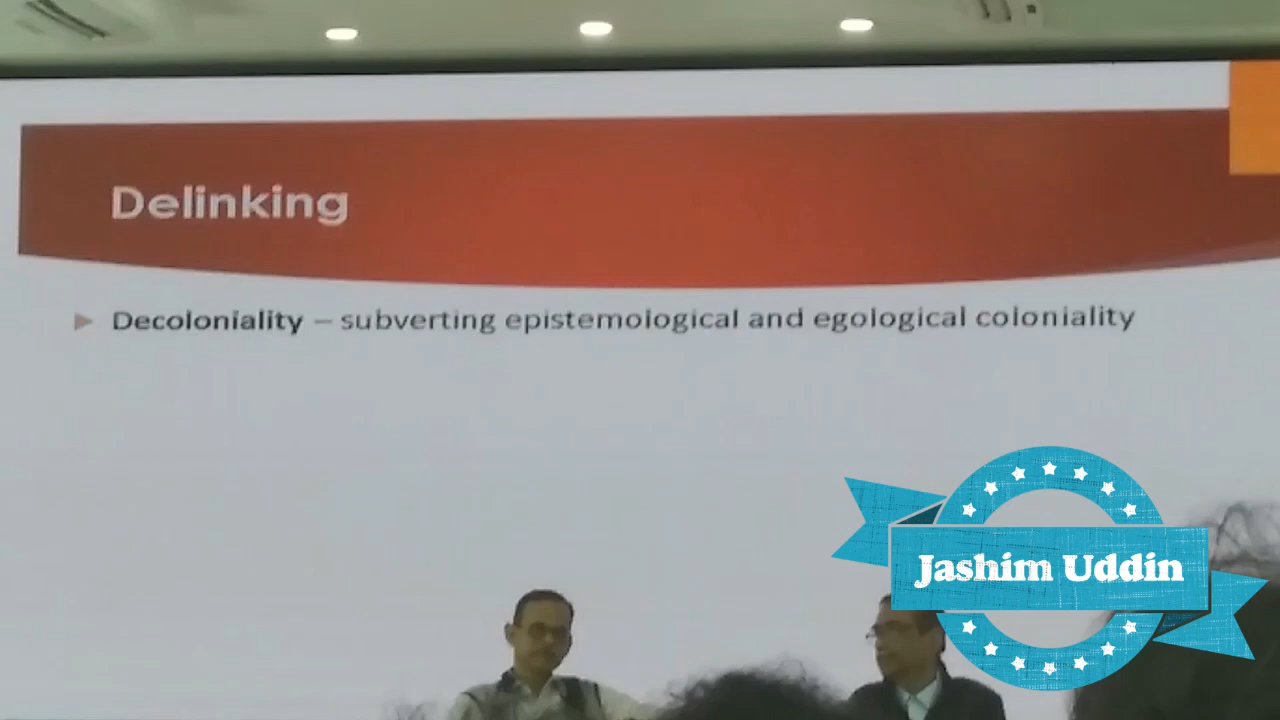 Delinking
Decoloniality – subverting epistemological and egological coloniality
Jashim Uddin